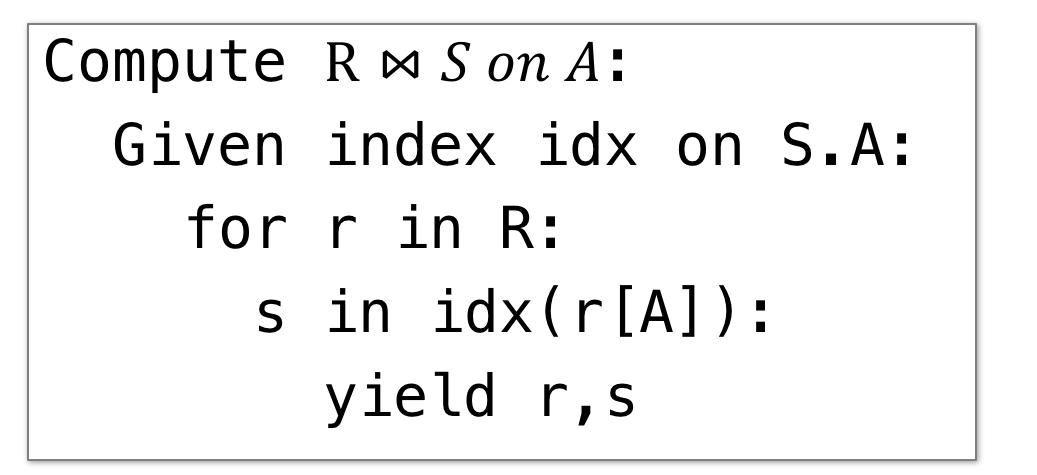 Compute R ⋈ S on A:
Given index idx on S.A:
for r in R:
s in idx(r[A]):
yield r,s